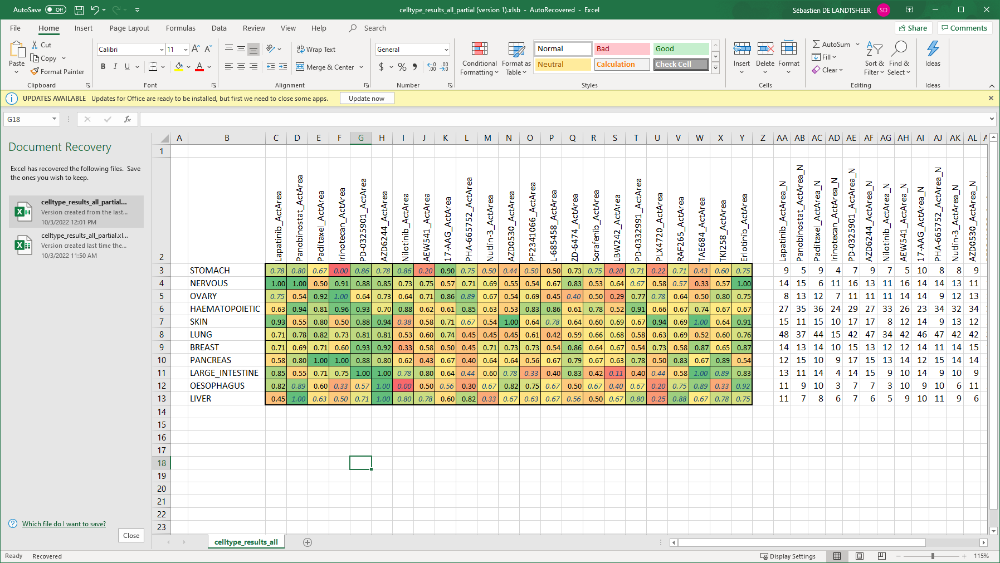 AutoSave Off celltype_results_all_partial (version 1).xlsb - AutoRecovered - Excel Sébastien DE LANDTSHEER SD
File Home Insert Page Layout Formulas Data Review View Help Search Share Comments
Paste Cut Copy Format Painter Clipboard
Calibri 11 B I U A Font
Wrap Text Merge & Center Alignment
General $ % Number
Conditional Formatting Format as Table Normal Bad Good Neutral Calculation Check Cell Styles
Insert Delete Format Cells
AutoSum Fill Clear Sort & Filter Find & Select Editing
Ideas Ideas
UPDATES AVAILABLE Updates for Office are ready to be installed, but first we need to close some apps. Update now
G18 fx
Document Recovery
Excel has recovered the following files. Save
the ones you wish to keep.
celltype_results_all_partial...
Version created from the last...
10/3/2022 12:01 PM
celltype_results_all_partial.xl...
Version created last time the...
10/3/2022 11:50 AM
Which file do I want to save?
Close
A B C D E F G H I J K L M N O P Q R S T U V W X Y Z AA AB AC AD AE AF AG AH AI AJ AK AL A
1
2 Lapatinib_ActArea Panobinostat_ActArea Paclitaxel_ActArea Irinotecan_ActArea PD-0325901_ActArea AZD6244_ActArea Nilotinib_ActArea AEW541_ActArea 17-AAG_ActArea PHA-665752_ActArea Nutlin-3_ActArea AZD0530_ActArea PF2341066_ActArea L-685458_ActArea ZD-6474_ActArea Sorafenib_ActArea LBW242_ActArea PD-0332991_ActArea PLX4720_ActArea RAF265_ActArea TAE684_ActArea TKI258_ActArea Erlotinib_ActArea Lapatinib_ActArea_N Panobinostat_ActArea_N Paclitaxel_ActArea_N Irinotecan_ActArea_N PD-0325901_ActArea_N AZD6244_ActArea_N Nilotinib_ActArea_N AEW541_ActArea_N 17-AAG_ActArea_N PHA-665752_ActArea_N Nutlin-3_ActArea_N AZD0530_ActArea_N
3 STOMACH 0.78 0.80 0.67 0.00 0.86 0.78 0.86 0.20 0.90 0.75 0.50 0.44 0.50 0.50 0.73 0.75 0.20 0.71 0.22 0.71 0.43 0.60 0.75 9 5 9 4 7 9 7 5 10 8 8 9
4 NERVOUS 1.00 1.00 0.50 0.91 0.88 0.85 0.73 0.75 0.57 0.71 0.69 0.55 0.54 0.67 0.83 0.53 0.64 0.67 0.58 0.57 0.33 0.57 1.00 14 15 6 11 16 13 11 16 14 14 13 11
5 OVARY 0.75 0.54 0.92 1.00 0.64 0.73 0.64 0.71 0.86 0.89 0.67 0.54 0.69 0.45 0.40 0.50 0.29 0.77 0.78 0.64 0.50 0.80 0.75 8 13 12 7 11 11 11 14 14 9 12 13
6 HAEMATOPOIETIC 0.63 0.94 0.81 0.96 0.93 0.70 0.88 0.62 0.61 0.85 0.63 0.53 0.83 0.86 0.61 0.78 0.52 0.91 0.66 0.67 0.74 0.67 0.67 27 35 36 24 29 27 33 26 23 34 32 34
7 SKIN 0.93 0.55 0.80 0.50 0.88 0.94 0.38 0.58 0.71 0.67 0.54 1.00 0.64 0.78 0.64 0.60 0.69 0.67 0.94 0.69 1.00 0.64 0.91 15 11 15 10 17 17 8 12 14 9 13 12
8 LUNG 0.71 0.78 0.82 0.73 0.81 0.81 0.53 0.60 0.74 0.45 0.45 0.45 0.61 0.42 0.59 0.66 0.68 0.58 0.63 0.69 0.52 0.60 0.76 48 37 44 15 42 47 34 42 46 47 42 42
9 BREAST 0.71 0.69 0.71 0.60 0.93 0.92 0.33 0.58 0.50 0.45 0.71 0.73 0.73 0.54 0.86 0.64 0.67 0.54 0.73 0.58 0.87 0.65 0.87 14 13 14 10 15 13 12 12 14 11 14 15
10 PANCREAS 0.58 0.80 1.00 1.00 0.88 0.80 0.62 0.43 0.67 0.40 0.64 0.64 0.56 0.67 0.79 0.67 0.63 0.78 0.50 0.83 0.67 0.89 0.54 12 15 10 9 17 15 13 14 12 15 14 14
11 LARGE_INTESTINE 0.85 0.55 0.71 0.75 1.00 1.00 0.78 0.80 0.64 0.44 0.60 0.78 0.33 0.40 0.83 0.42 0.11 0.40 0.44 0.58 1.00 0.89 0.83 13 11 14 4 14 15 9 10 14 9 10 9
12 OESOPHAGUS 0.82 0.89 0.60 0.33 0.57 1.00 0.00 0.50 0.56 0.30 0.67 0.82 0.75 0.67 0.50 0.67 0.40 0.67 0.20 0.75 0.89 0.33 0.92 11 9 10 3 7 7 3 10 9 10 6 11
13 LIVER 0.45 1.00 0.63 0.50 0.71 1.00 0.80 0.78 0.60 0.82 0.33 0.67 0.63 0.67 0.56 0.50 0.67 0.80 0.25 0.88 0.67 0.78 0.75 11 7 8 6 7 6 5 9 10 11 9 6
14
15
16
17
18
19
20
21
22
23
celltype_results_all
Ready Recovered Display Settings 115%